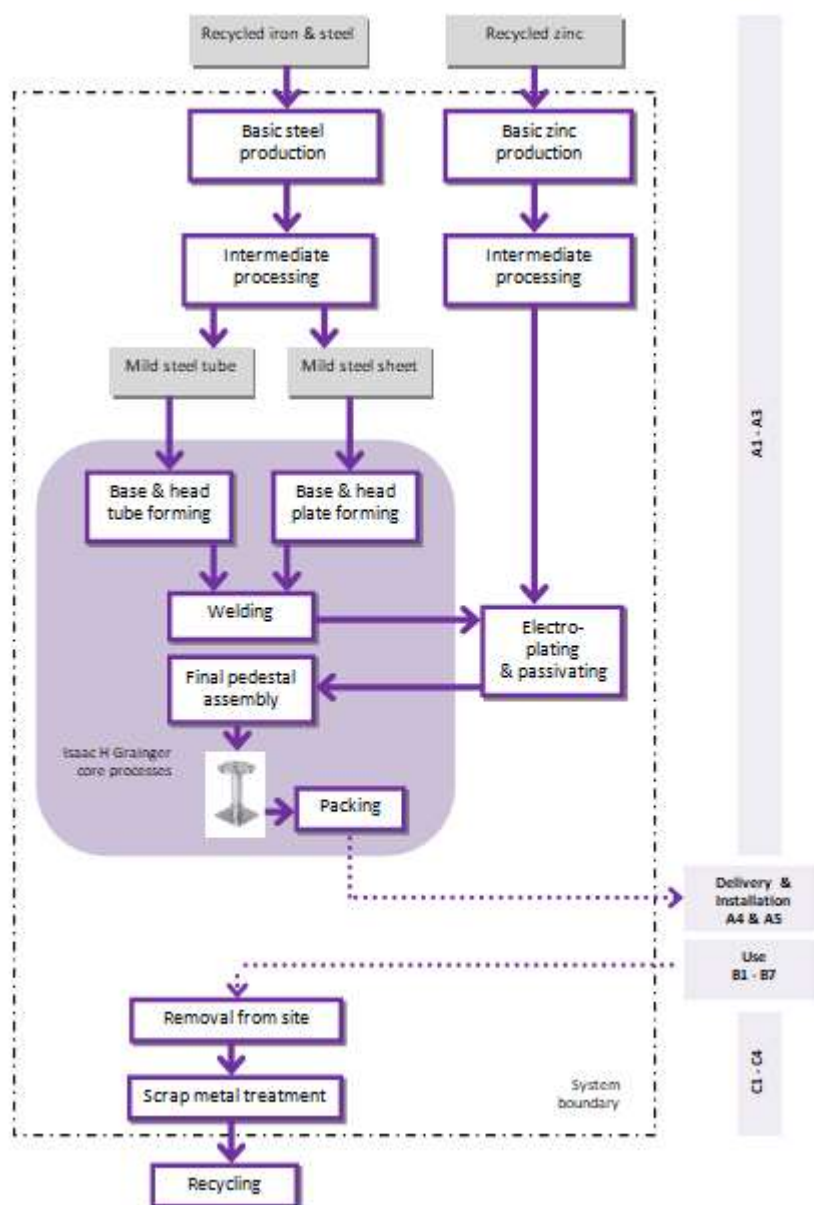 Recycled iron & steel
Recycled zinc
Basic steel
production
Basic zinc
production
Intermediate
processing
Intermediate
processing
Mild steel tube
Mild steel sheet
A1 - A3
Base & head
tube forming
Base & head
plate forming
Welding
Electro-
plating
& passivating
Final pedestal
assembly
Isaac H Grainger
core processes
Packing
Delivery &
Installation
A4 & A5
Use
B1 - B7
Removal from site
Scrap metal treatment
System
boundary
C1 - C4
Recycling